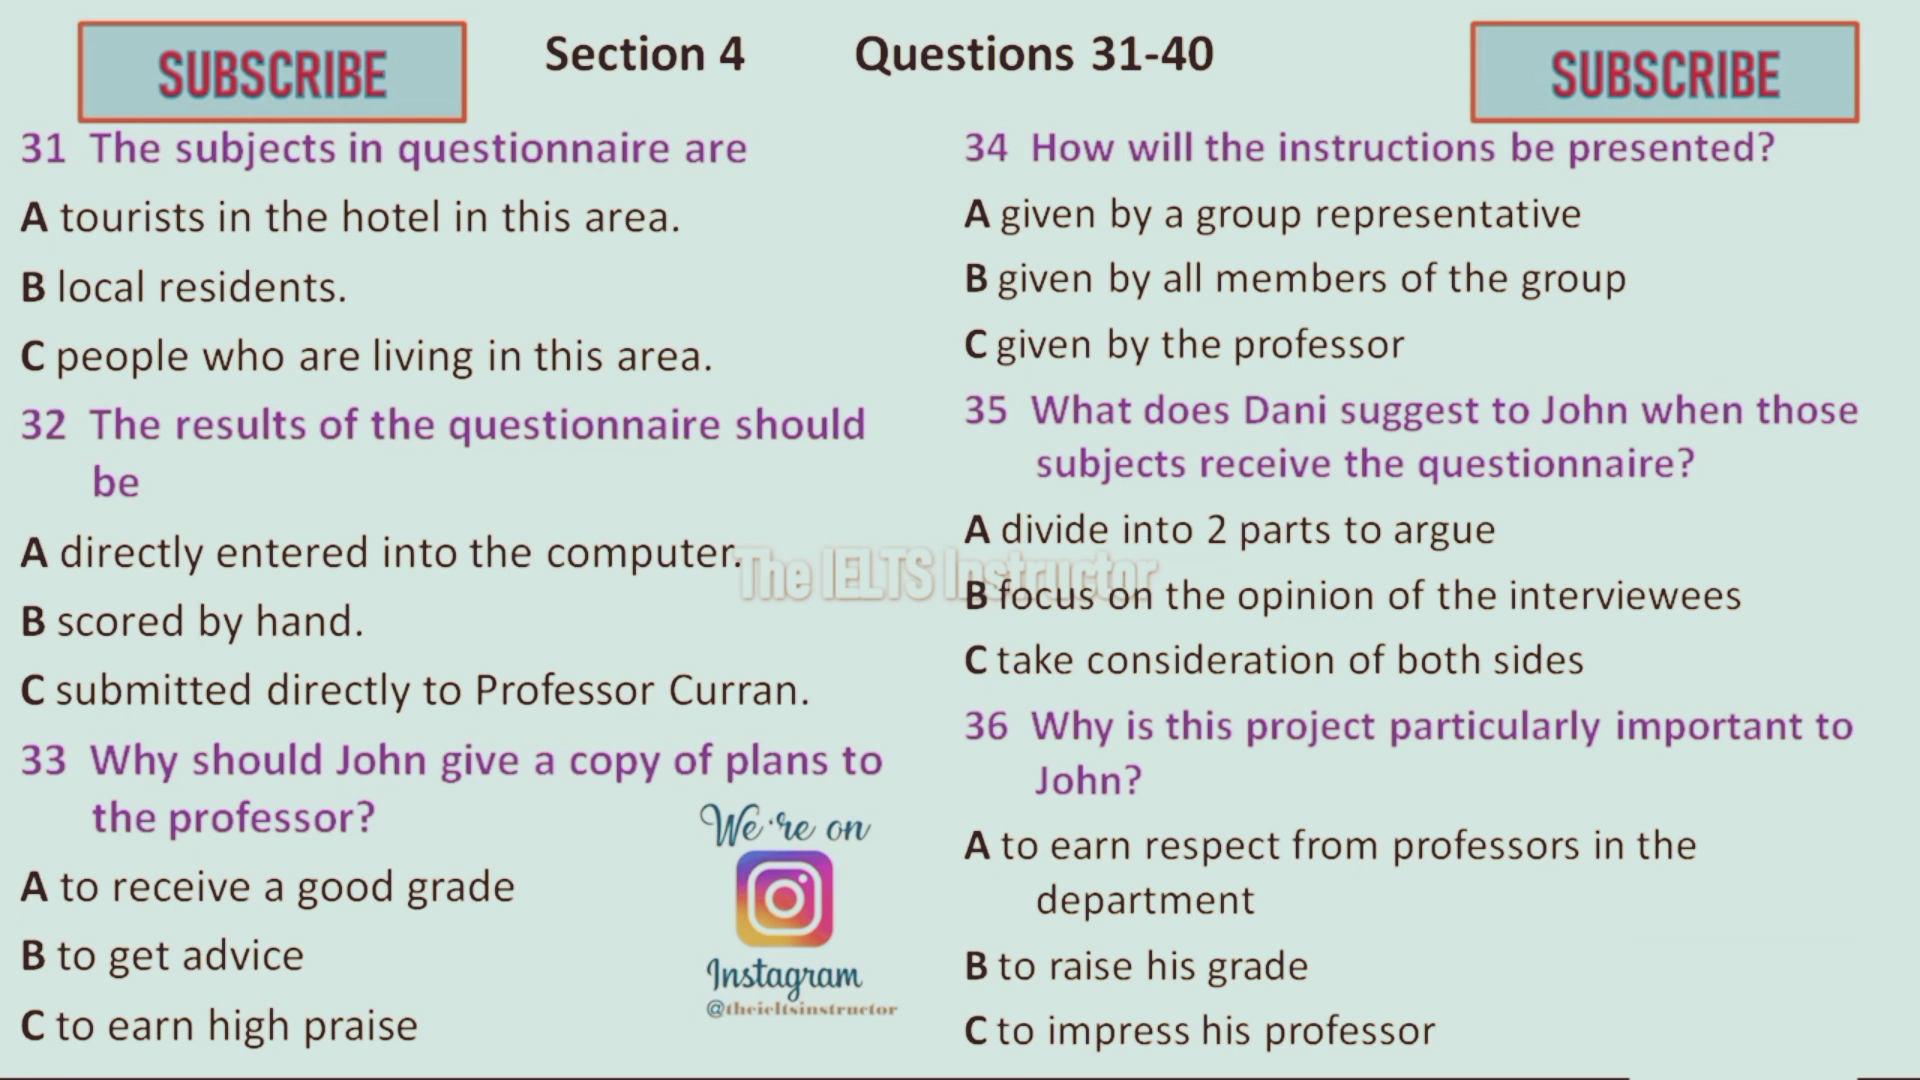 SUBSCRIBE
Section 4 Questions 31-40
SUBSCRIBE
31 The subjects in questionnaire are
A tourists in the hotel in this area.
B local residents.
C people who are living in this area.
32 The results of the questionnaire should
be
A directly entered into the computer.
B scored by hand.
C submitted directly to Professor Curran.
33 Why should John give a copy of plans to
the professor?
A to receive a good grade
B to get advice
C to earn high praise
34 How will the instructions be presented?
A given by a group representative
B given by all members of the group
C given by the professor
35 What does Dani suggest to John when those
subjects receive the questionnaire?
A divide into 2 parts to argue
B focus on the opinion of the interviewees
C take consideration of both sides
36 Why is this project particularly important to
John?
A to earn respect from professors in the
department
B to raise his grade
C to impress his professor
The IELTS Instructor
We're on
Instagram
@theieltsinstructor